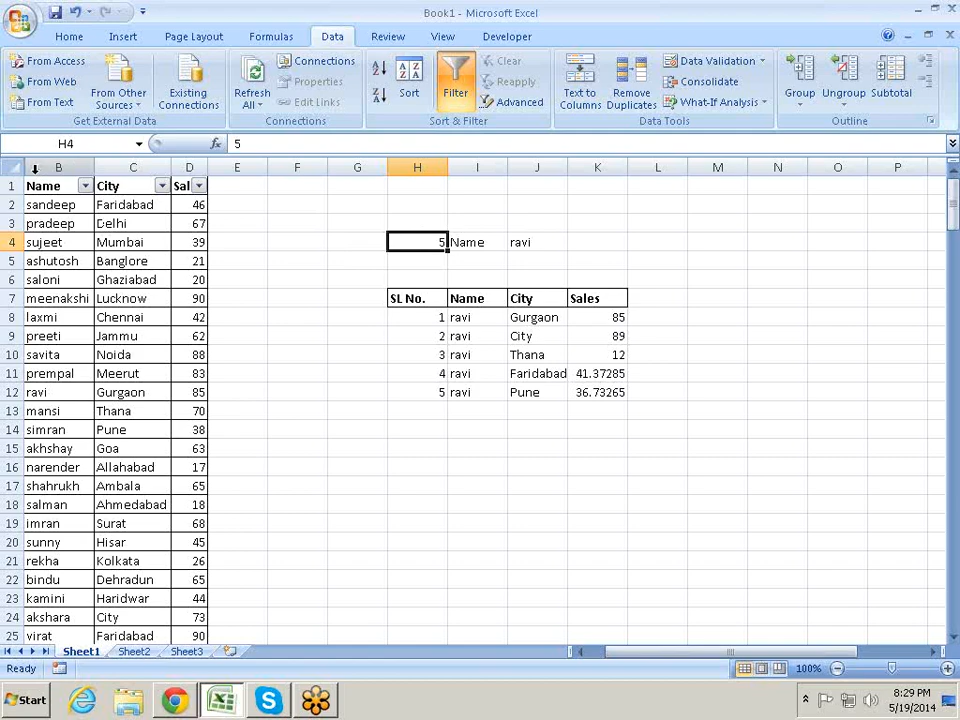 Book1 - Microsoft Excel
Home Insert Page Layout Formulas Data Review View Developer
From Access
From Web
From Text
From Other
Sources
Existing
Connections
Get External Data
Refresh
All
Connections
Properties
Edit Links
Connections
Sort
Filter
Clear
Reapply
Advanced
Sort & Filter
Text to
Columns
Remove
Duplicates
Data Validation
Consolidate
What-If Analysis
Data Tools
Group
Ungroup
Subtotal
Outline
H4 fx 5
B C D E F G H I J K L M N O P
1 Name City Sal
2 sandeep Faridabad 46
3 pradeep Delhi 67
4 sujeet Mumbai 39 5 Name ravi
5 ashutosh Banglore 21
6 saloni Ghaziabad 20
7 meenakshi Lucknow 90 SL No. Name City Sales
8 laxmi Chennai 42 1 ravi Gurgaon 85
9 preeti Jammu 62 2 ravi City 89
10 savita Noida 88 3 ravi Thana 12
11 prempal Meerut 83 4 ravi Faridabad 41.37285
12 ravi Gurgaon 85 5 ravi Pune 36.73265
13 mansi Thana 70
14 simran Pune 38
15 akhshay Goa 63
16 narender Allahabad 17
17 shahrukh Ambala 65
18 salman Ahmedabad 18
19 imran Surat 68
20 sunny Hisar 45
21 rekha Kolkata 26
22 bindu Dehradun 65
23 kamini Haridwar 44
24 akshara City 73
25 virat Faridabad 90
Sheet1 Sheet2 Sheet3
Ready 100%
Start 8:29 PM
5/19/2014